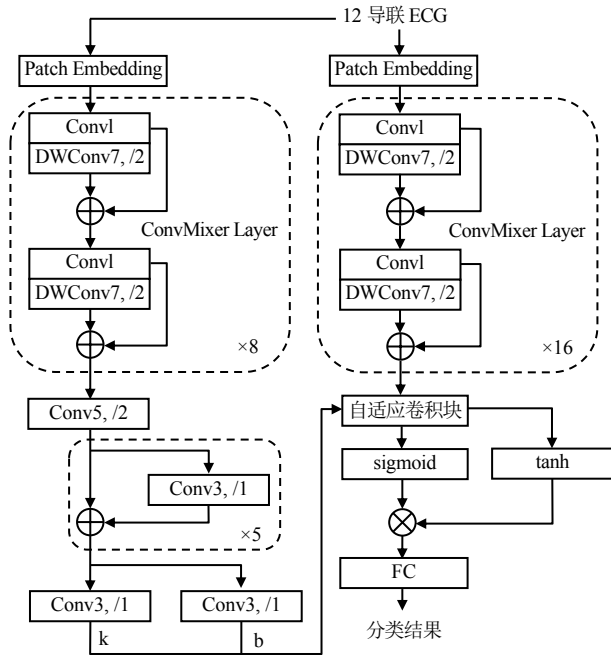 12 导联 ECG
Patch Embedding
Patch Embedding
Convl
DWConv7, /2
ConvMixer Layer
Convl
DWConv7, /2
×8
Convl
DWConv7, /2
ConvMixer Layer
Convl
DWConv7, /2
×16
Conv5, /2
Conv3, /1
×5
Conv3, /1
Conv3, /1
k
b
自适应卷积块
sigmoid
tanh
FC
分类结果